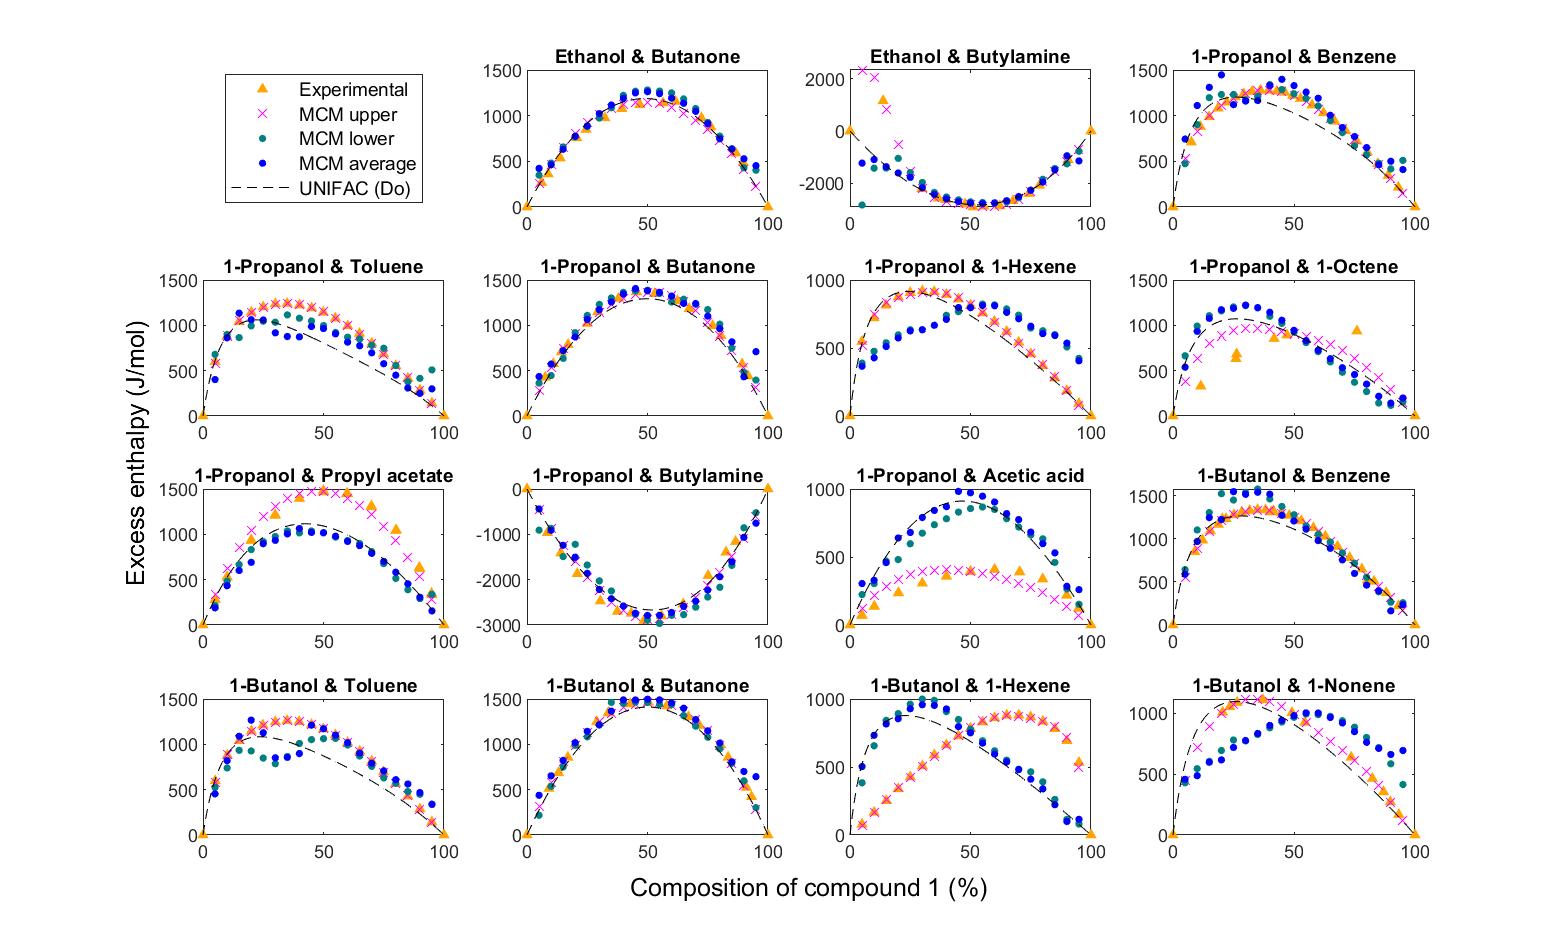 Experimental
MCM upper
MCM lower
MCM average
UNIFAC (Do)
Ethanol & Butanone
1500
1000
500
0
0 50 100
Ethanol & Butylamine
2000
0
-2000
0 50 100
1-Propanol & Benzene
1500
1000
500
0
0 50 100
Excess enthalpy (J/mol)
1-Propanol & Toluene
1500
1000
500
0
0 50 100
1-Propanol & Butanone
1500
1000
500
0
0 50 100
1-Propanol & 1-Hexene
1000
500
0
0 50 100
1-Propanol & 1-Octene
1500
1000
500
0
0 50 100
1-Propanol & Propyl acetate
1500
1000
500
0
0 50 100
1-Propanol & Butylamine
0
-1000
-2000
-3000
0 50 100
1-Propanol & Acetic acid
1000
500
0
0 50 100
1-Butanol & Benzene
1500
1000
500
0
0 50 100
1-Butanol & Toluene
1500
1000
500
0
0 50 100
1-Butanol & Butanone
1500
1000
500
0
0 50 100
1-Butanol & 1-Hexene
1000
500
0
0 50 100
1-Butanol & 1-Nonene
1000
500
0
0 50 100
Composition of compound 1 (%)